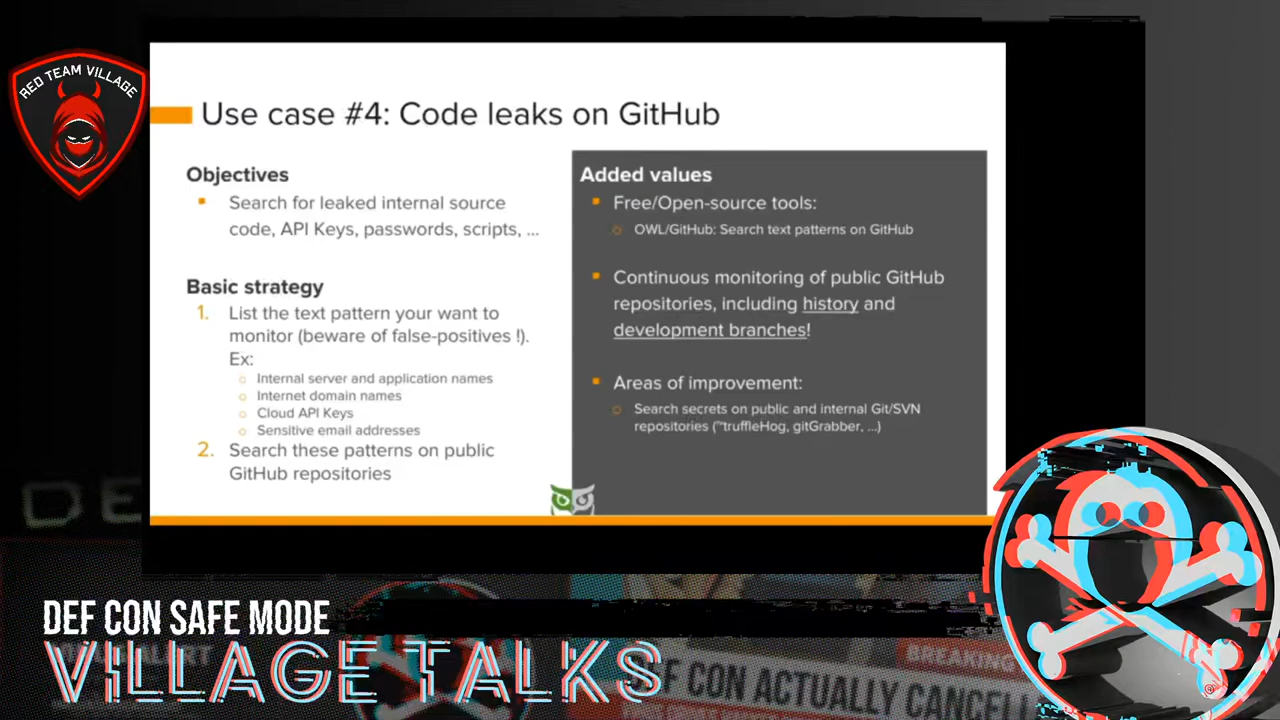 RED TEAM VILLAGE
Use case #4: Code leaks on GitHub
Objectives
Search for leaked internal source
code, API Keys, passwords, scripts, ...
Basic strategy
1. List the text pattern your want to
monitor (beware of false-positives !).
Ex:
Internal server and application names
Internet domain names
Cloud API Keys
Sensitive email addresses
2. Search these patterns on public
GitHub repositories
Added values
Free/Open-source tools:
OWL/GitHub: Search text patterns on GitHub
Continuous monitoring of public GitHub
repositories, including history and
development branches!
Areas of improvement:
Search secrets on public and internal Git/SVN
repositories (~truffleHog, gitGrabber, ...)
DEF CON SAFE MODE
VILLAGE TALKS
BREAKING
DEF CON ACTUALLY CANCELL